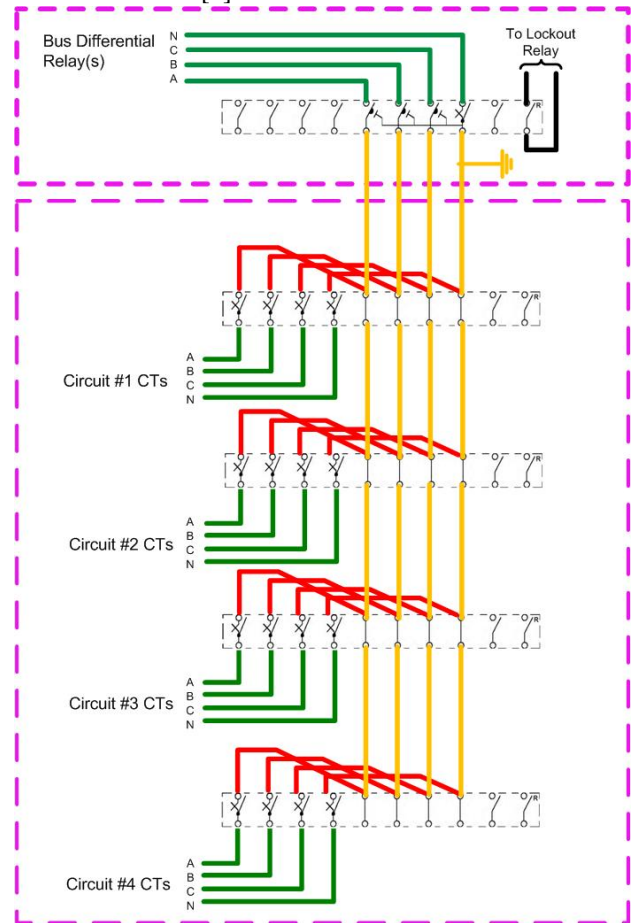 Bus Differential
Relay(s)
N
C
B
A
To Lockout
Relay
R
R
Circuit #1 CTs
A
B
C
N
R
Circuit #2 CTs
A
B
C
N
R
Circuit #3 CTs
A
B
C
N
R
Circuit #4 CTs
A
B
C
N